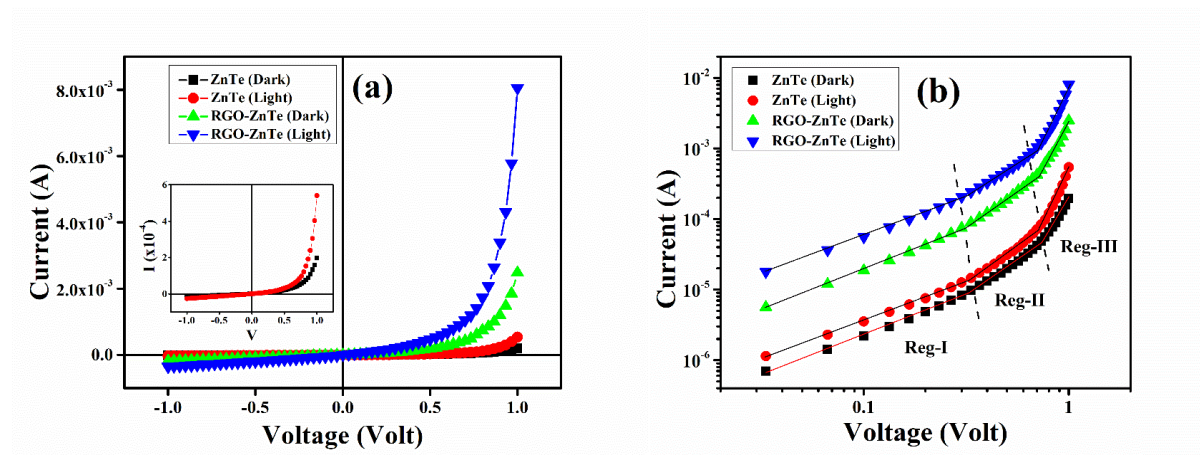 (a)
ZnTe (Dark)
ZnTe (Light)
RGO-ZnTe (Dark)
RGO-ZnTe (Light)
Current (A)
8.0x10⁻³
6.0x10⁻³
4.0x10⁻³
2.0x10⁻³
0.0
-1.0
-0.5
0.0
0.5
1.0
Voltage (Volt)
I (x10⁻⁴)
6
4
2
0
-1.0
-0.5
0.0
0.5
1.0
V
(b)
ZnTe (Dark)
ZnTe (Light)
RGO-ZnTe (Dark)
RGO-ZnTe (Light)
Current (A)
10⁻²
10⁻³
10⁻⁴
10⁻⁵
10⁻⁶
Reg-III
Reg-II
Reg-I
0.1
1
Voltage (Volt)